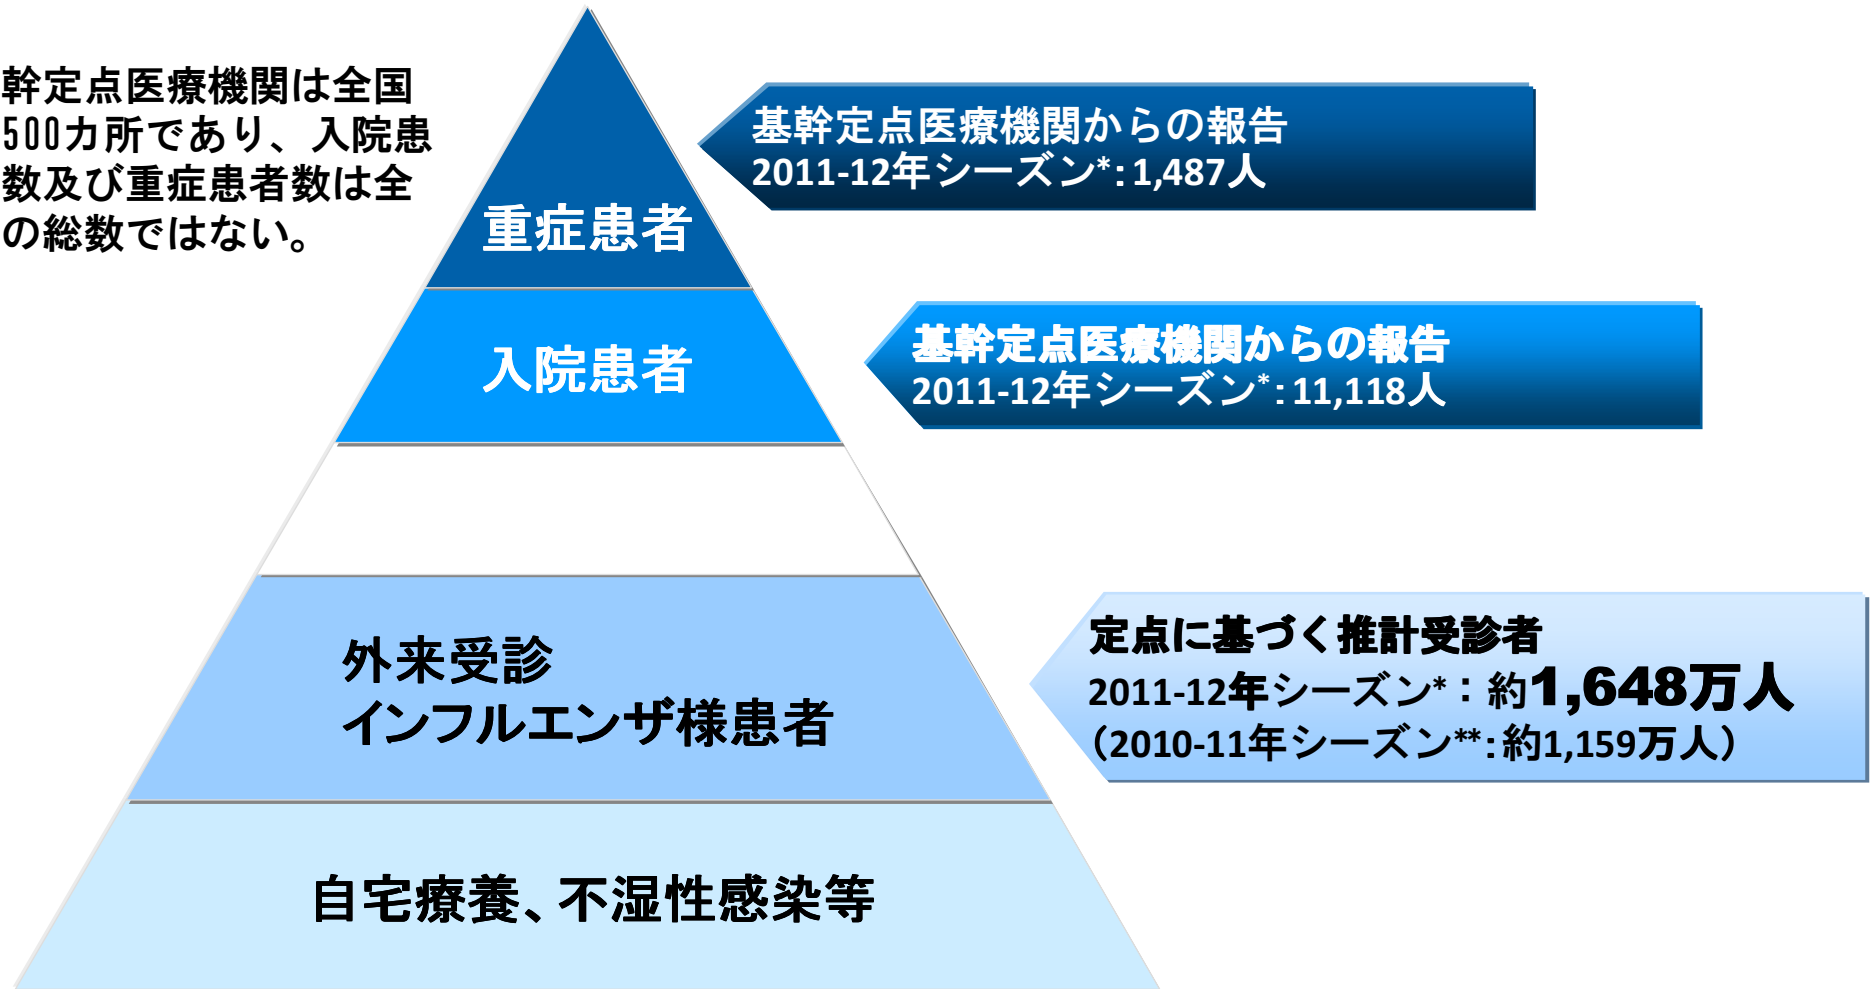 幹定点医療機関は全国
500カ所であり、入院患
数及び重症患者数は全
の総数ではない。
基幹定点医療機関からの報告
2011-12年シーズン*:1,487人
重症患者
基幹定点医療機関からの報告
2011-12年シーズン*:11,118人
入院患者
定点に基づく推計受診者
2011-12年シーズン*：約1,648万人
（2010-11年シーズン**:約1,159万人）
外来受診
インフルエンザ様患者
自宅療養、不湿性感染等